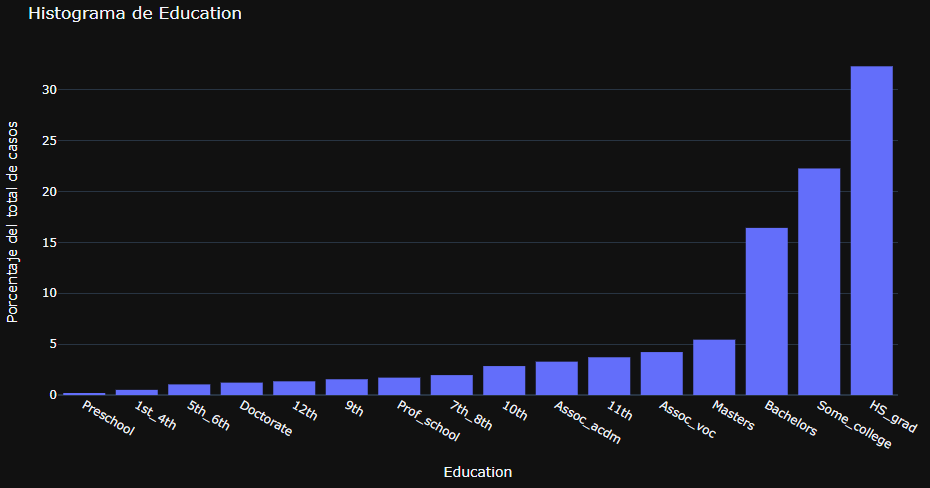 Histograma de Education
Porcentaje del total de casos
30
25
20
15
10
5
0
Preschool
1st_4th
5th_6th
Doctorate
12th
9th
Prof_school
7th_8th
10th
Assoc_acdm
11th
Assoc_voc
Masters
Bachelors
Some_college
HS_grad
Education